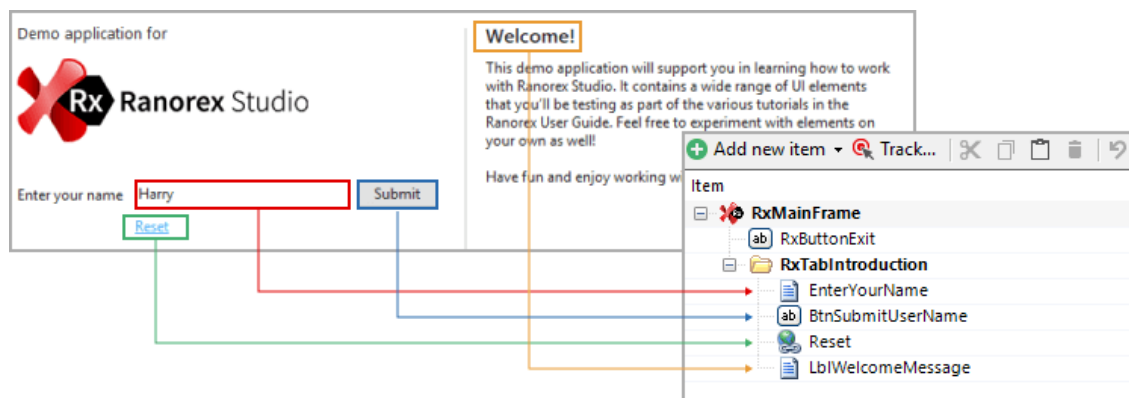 Demo application for
Rx Ranorex Studio
Enter your name Harry Submit
Reset
Welcome!
This demo application will support you in learning how to work
with Ranorex Studio. It contains a wide range of UI elements
that you'll be testing as part of the various tutorials in the
Ranorex User Guide. Feel free to experiment with elements on
your own as well!
Have fun and enjoy working
Add new item Track...
Item
RxMainFrame
ab RxButtonExit
RxTabIntroduction
EnterYourName
ab BtnSubmitUserName
Reset
LblWelcomeMessage